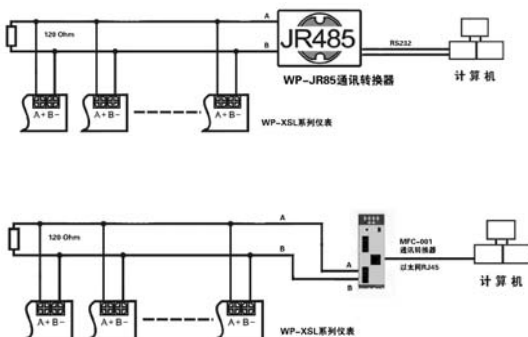 120 Ohm
A
B
JR485
RS232
WP-JR85通讯转换器
计算机
A+B-
A+B-
A+B-
WP-XSL系列仪表
120 Ohm
A
B
A
B
MFC-001
通讯转换器
以太网RJ45
计算机
A+B-
A+B-
A+B-
WP-XSL系列仪表